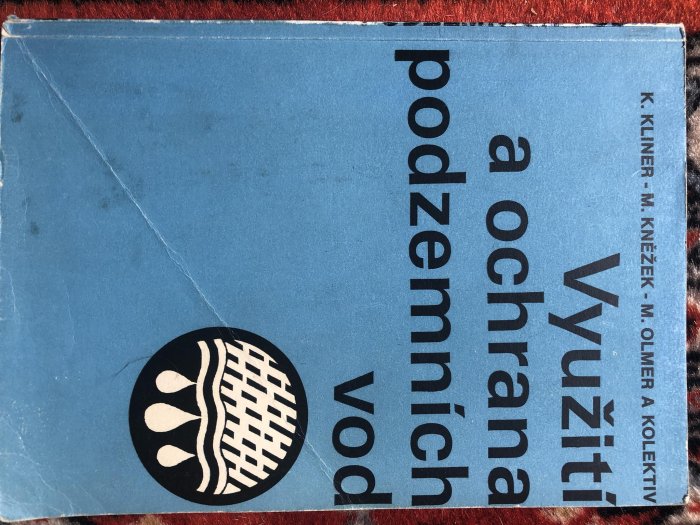 K. KLINER - M. KNĚŽEK - M. OLMER A KOLEKTIV
Využití
a ochrana
podzemních
vod